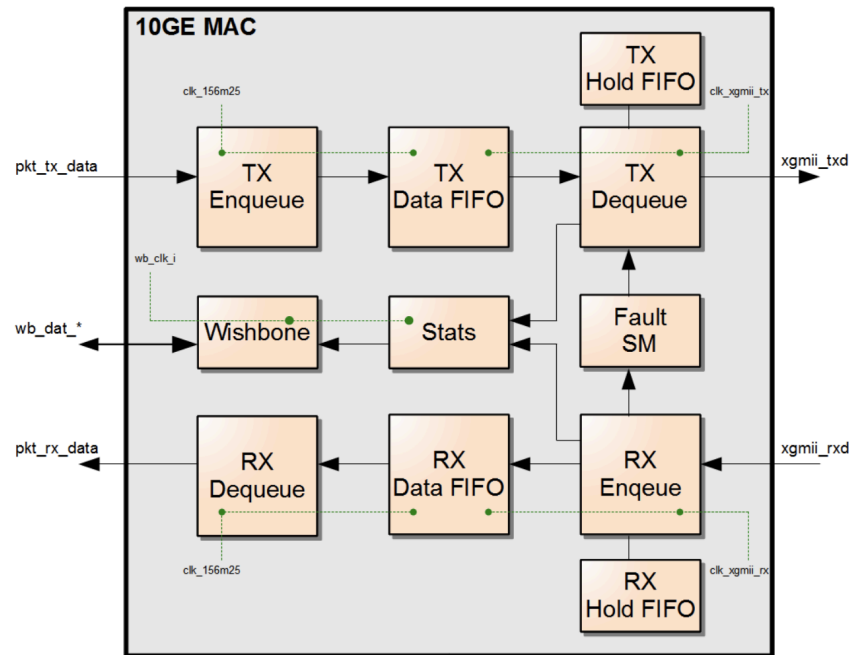 10GE MAC
TX
Hold FIFO
clk_156m25
clk_xgmii_tx
pkt_tx_data
TX
Enqueue
TX
Data FIFO
TX
Dequeue
xgmii_txd
wb_clk_i
wb_dat_*
Wishbone
Stats
Fault
SM
pkt_rx_data
RX
Dequeue
RX
Data FIFO
RX
Enqeue
xgmii_rxd
clk_156m25
clk_xgmii_rx
RX
Hold FIFO